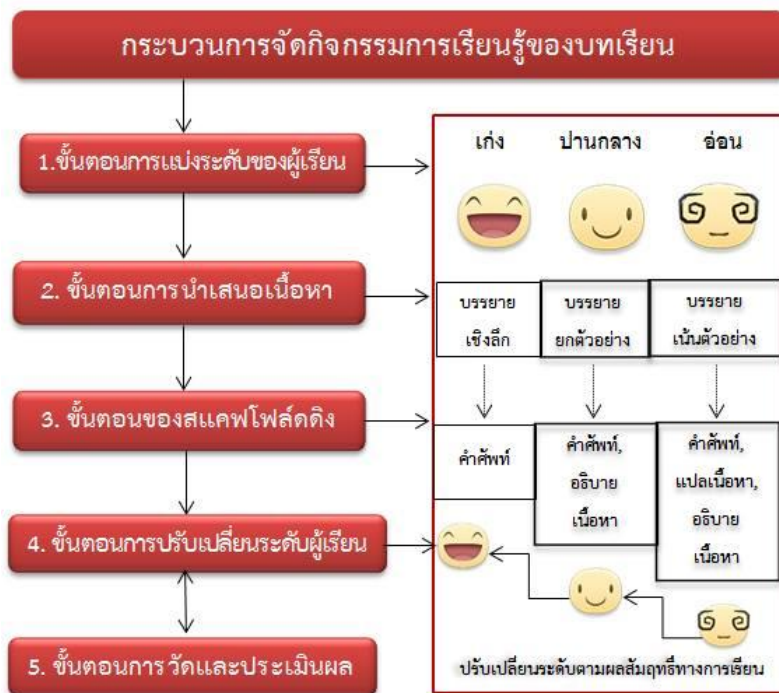 กระบวนการจัดกิจกรรมการเรียนรู้ของบทเรียน
1.ขั้นตอนการแบ่งระดับของผู้เรียน
เก่ง ปานกลาง อ่อน
2. ขั้นตอนการนำเสนอเนื้อหา
บรรยาย
เชิงลึก
บรรยาย
ยกตัวอย่าง
บรรยาย
เน้นตัวอย่าง
3. ขั้นตอนของสแคฟโฟล์ดดิง
คำศัพท์
คำศัพท์,
อธิบาย
เนื้อหา
คำศัพท์,
แปลเนื้อหา,
อธิบาย
เนื้อหา
4. ขั้นตอนการปรับเปลี่ยนระดับผู้เรียน
5. ขั้นตอนการวัดและประเมินผล
ปรับเปลี่ยนระดับตามผลสัมฤทธิ์ทางการเรียน